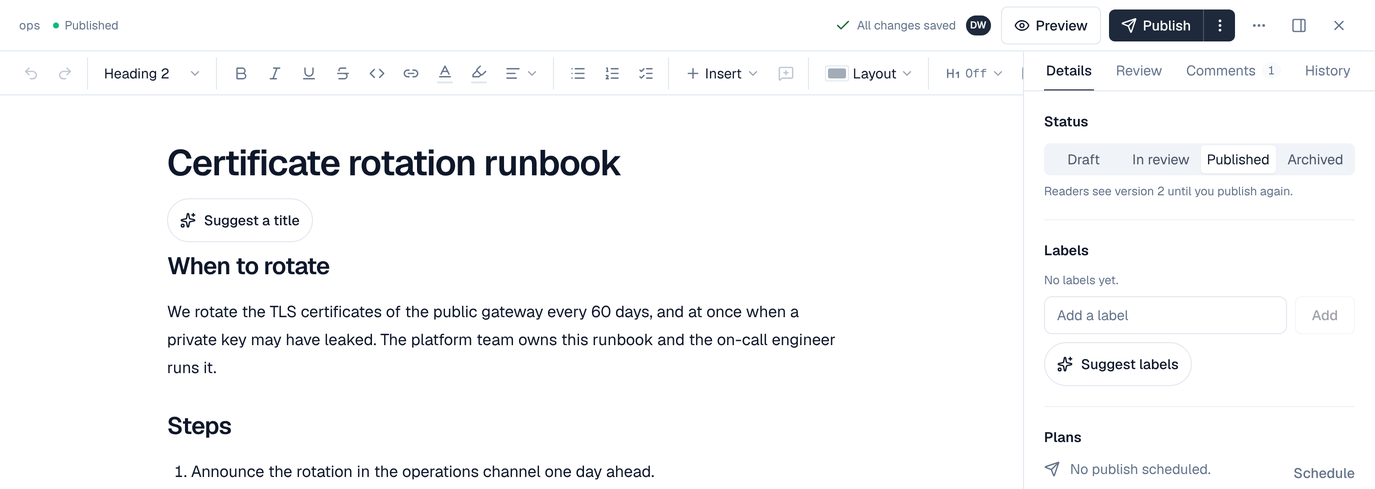 ops Published All changes saved DW Preview Publish
Heading 2 Insert Layout H1 Off Details Review Comments 1 History
Certificate rotation runbook
Suggest a title
When to rotate
We rotate the TLS certificates of the public gateway every 60 days, and at once when a
private key may have leaked. The platform team owns this runbook and the on-call engineer
runs it.
Steps
1. Announce the rotation in the operations channel one day ahead.
Status
Draft In review Published Archived
Readers see version 2 until you publish again.
Labels
No labels yet.
Add a label Add
Suggest labels
Plans
No publish scheduled. Schedule